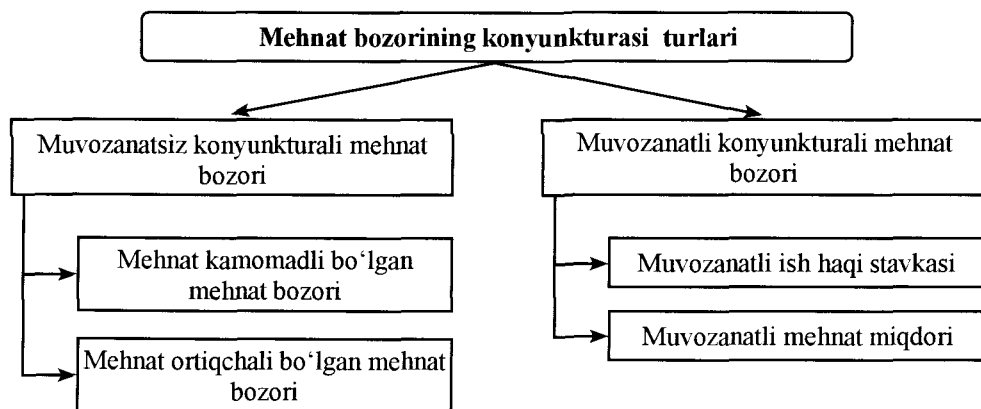 Mehnat bozorining konyunkturasi turlari
Muvozanatsiz konyunkturali mehnat
bozori
Muvozanatli konyunkturali mehnat
bozori
Mehnat kamomadli bo‘lgan
mehnat bozori
Mehnat ortiqchali bo‘lgan mehnat
bozori
Muvozanatli ish haqi stavkasi
Muvozanatli mehnat miqdori